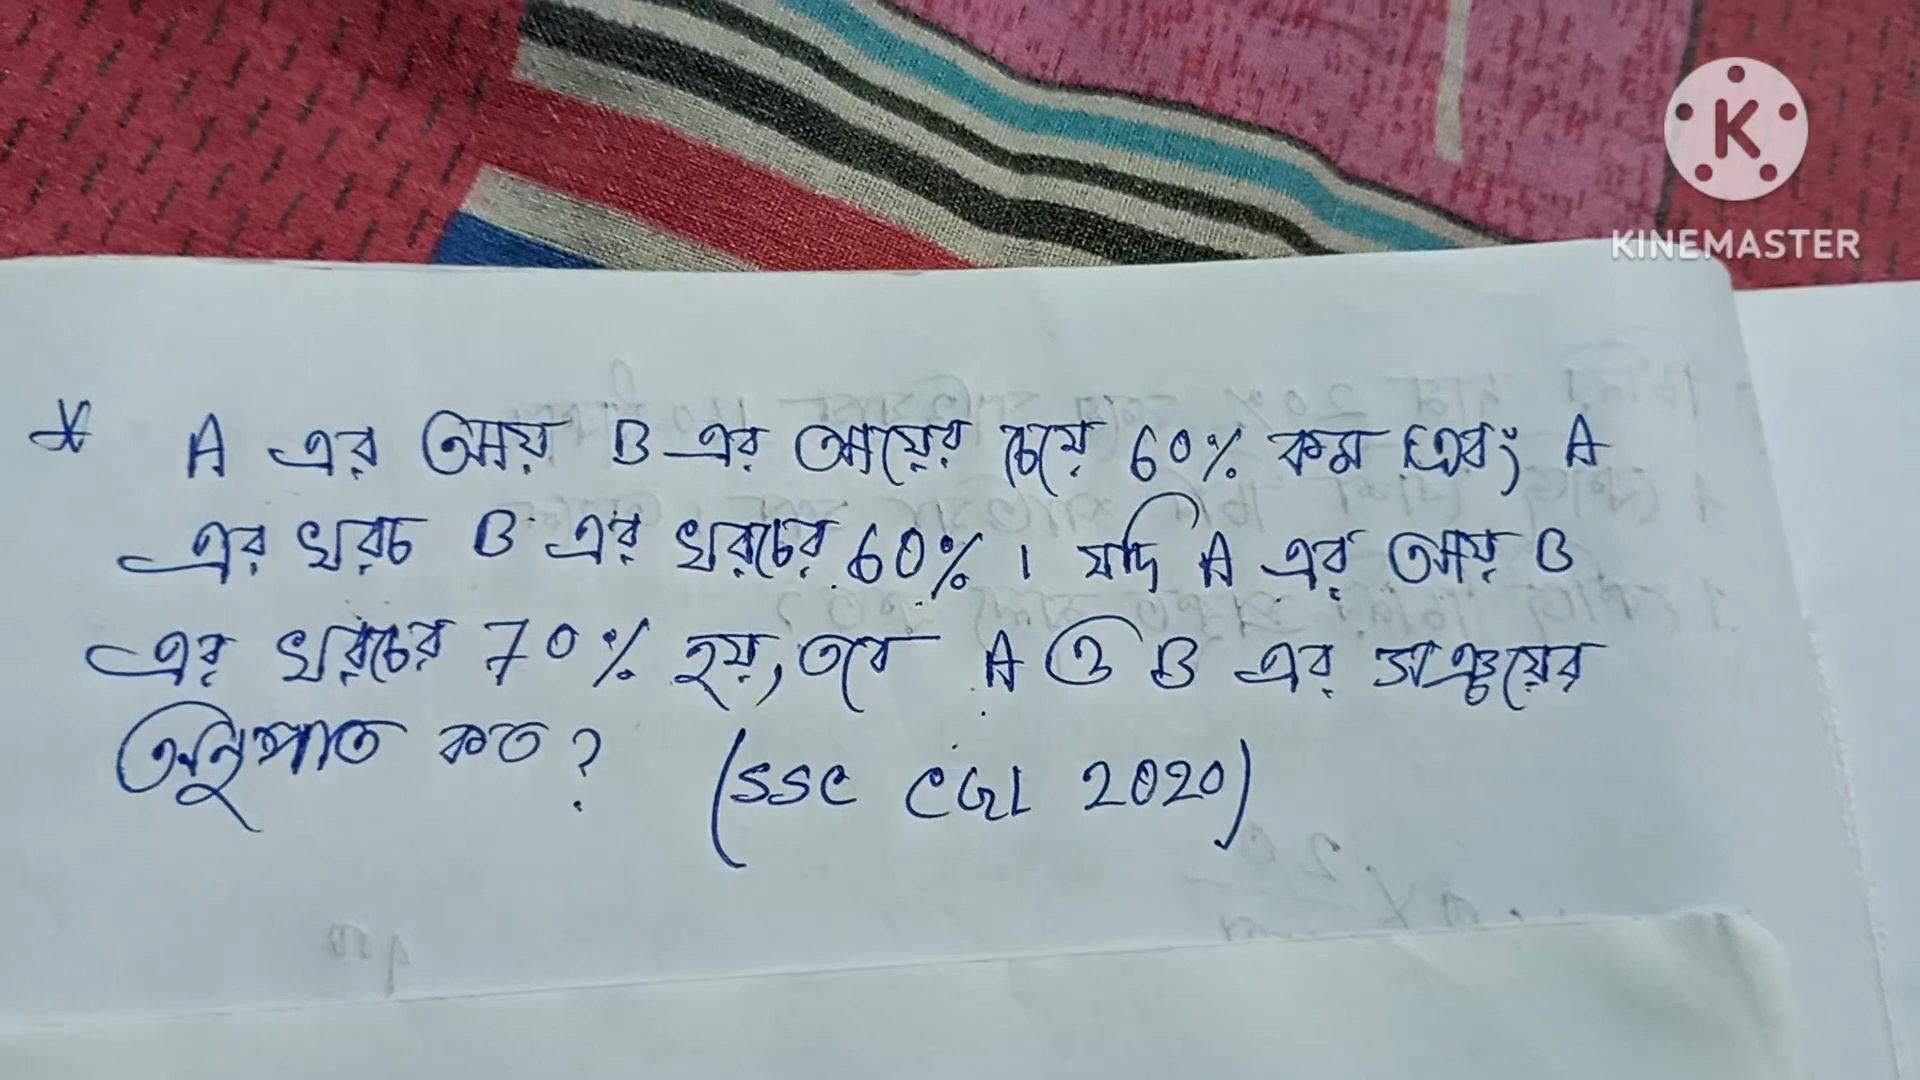 K
KINEMASTER
* A এর আয় B এর আয়ের চেয়ে 60% কম এবং A
এর খরচ B এর খরচের 60% । যদি A এর আয় B
এর খরচের 70% হয়, তবে A ও B এর সঞ্চয়ের
অনুপাত কত ? (SSC CGL 2020)